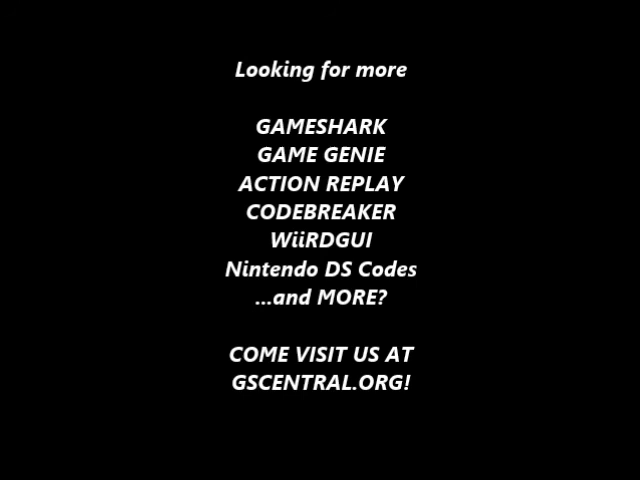 Looking for more
GAMESHARK
GAME GENIE
ACTION REPLAY
CODEBREAKER
WiiRDGUI
Nintendo DS Codes
...and MORE?
COME VISIT US AT
GSCENTRAL.ORG!